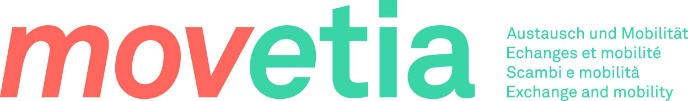 movetia
Austausch und Mobilität
Echanges et mobilité
Scambi e mobilità
Exchange and mobility